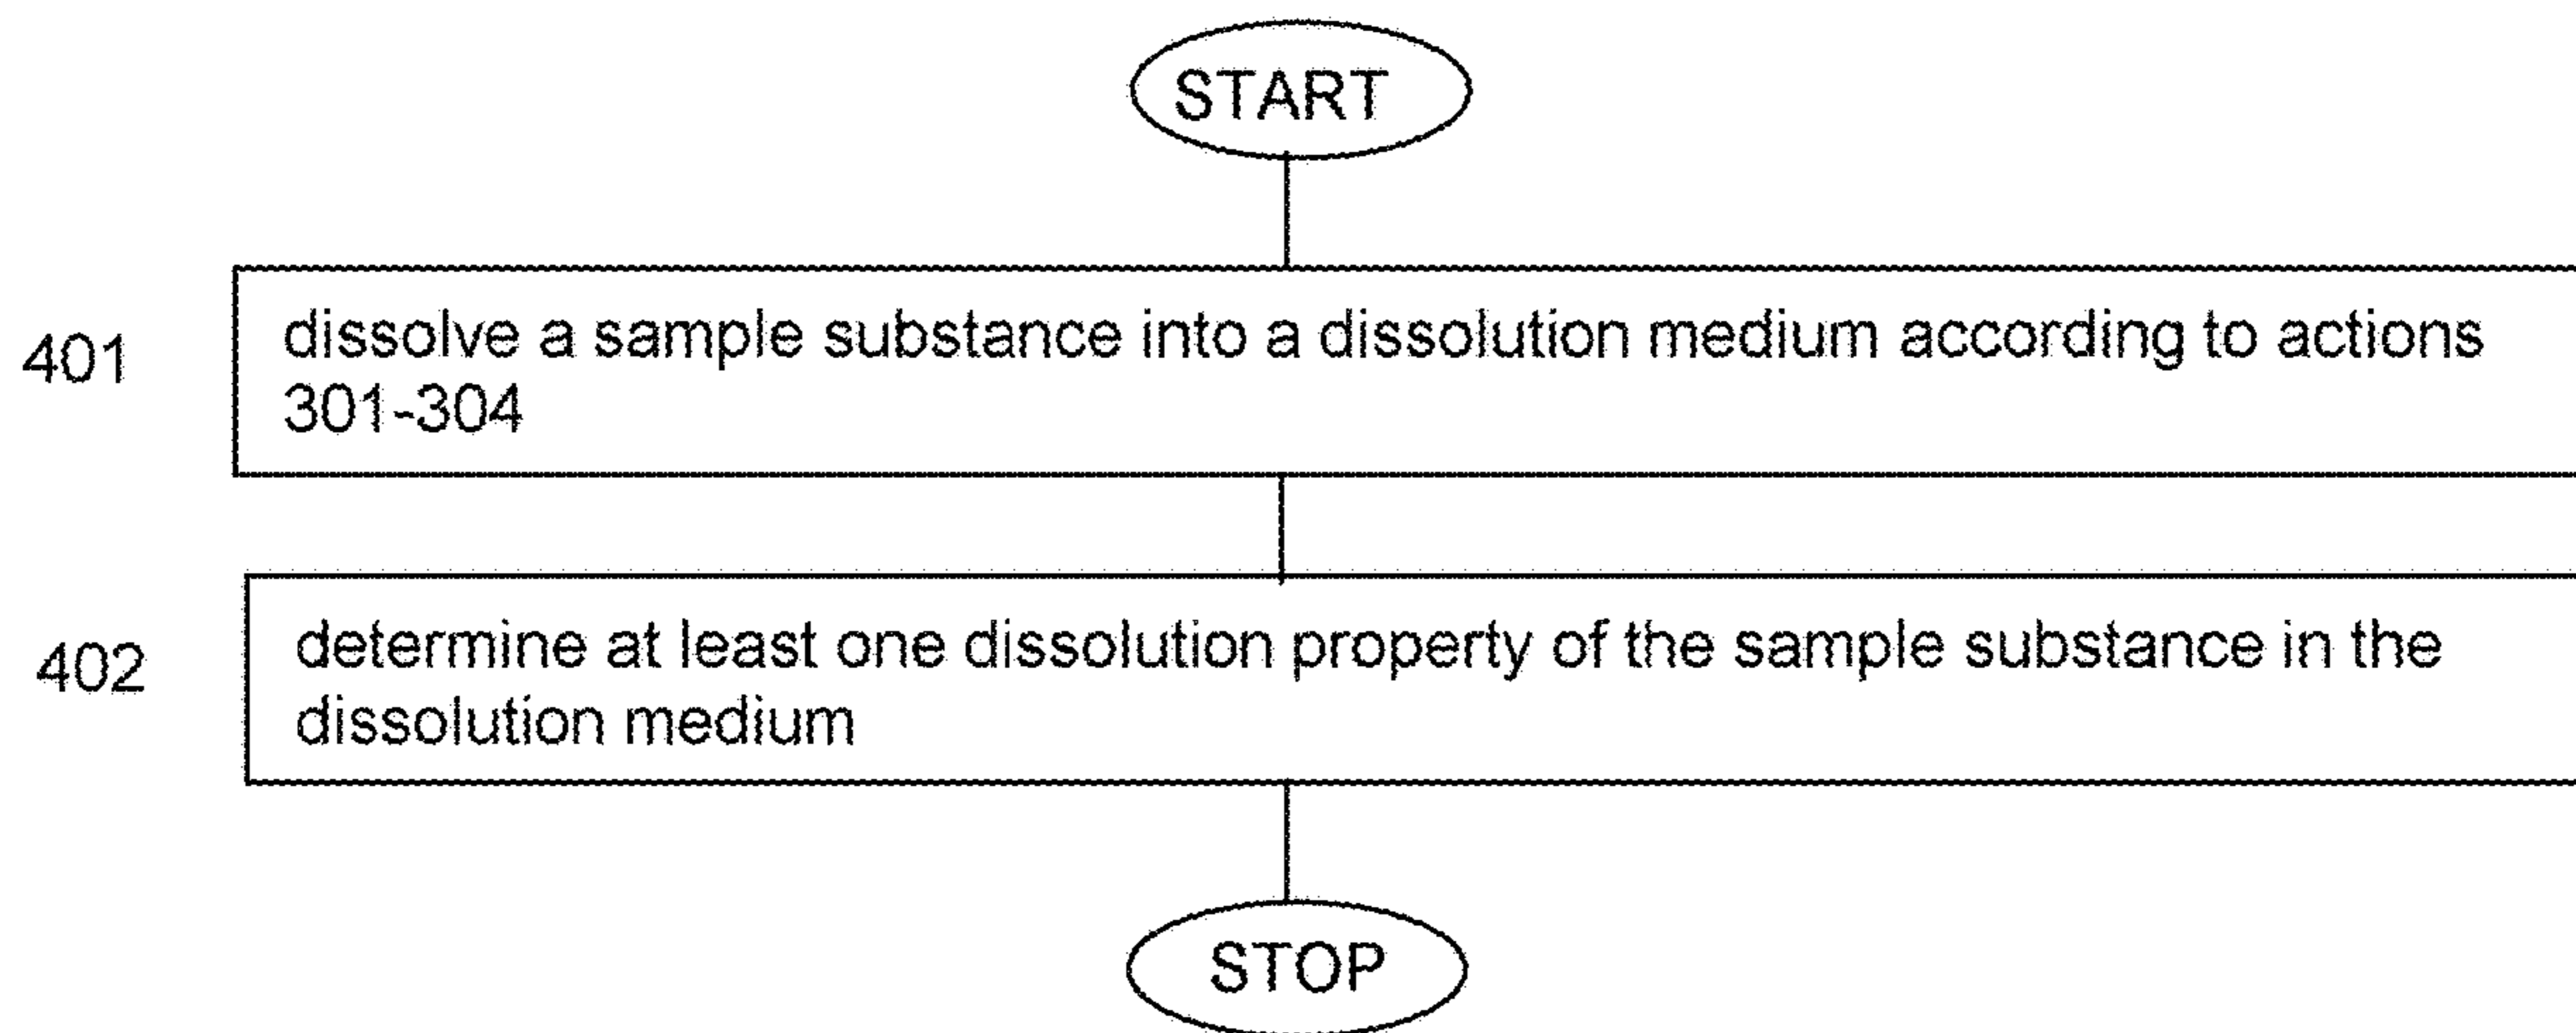 START
401
dissolve a sample substance into a dissolution medium according to actions
301-304
402
determine at least one dissolution property of the sample substance in the
dissolution medium
STOP